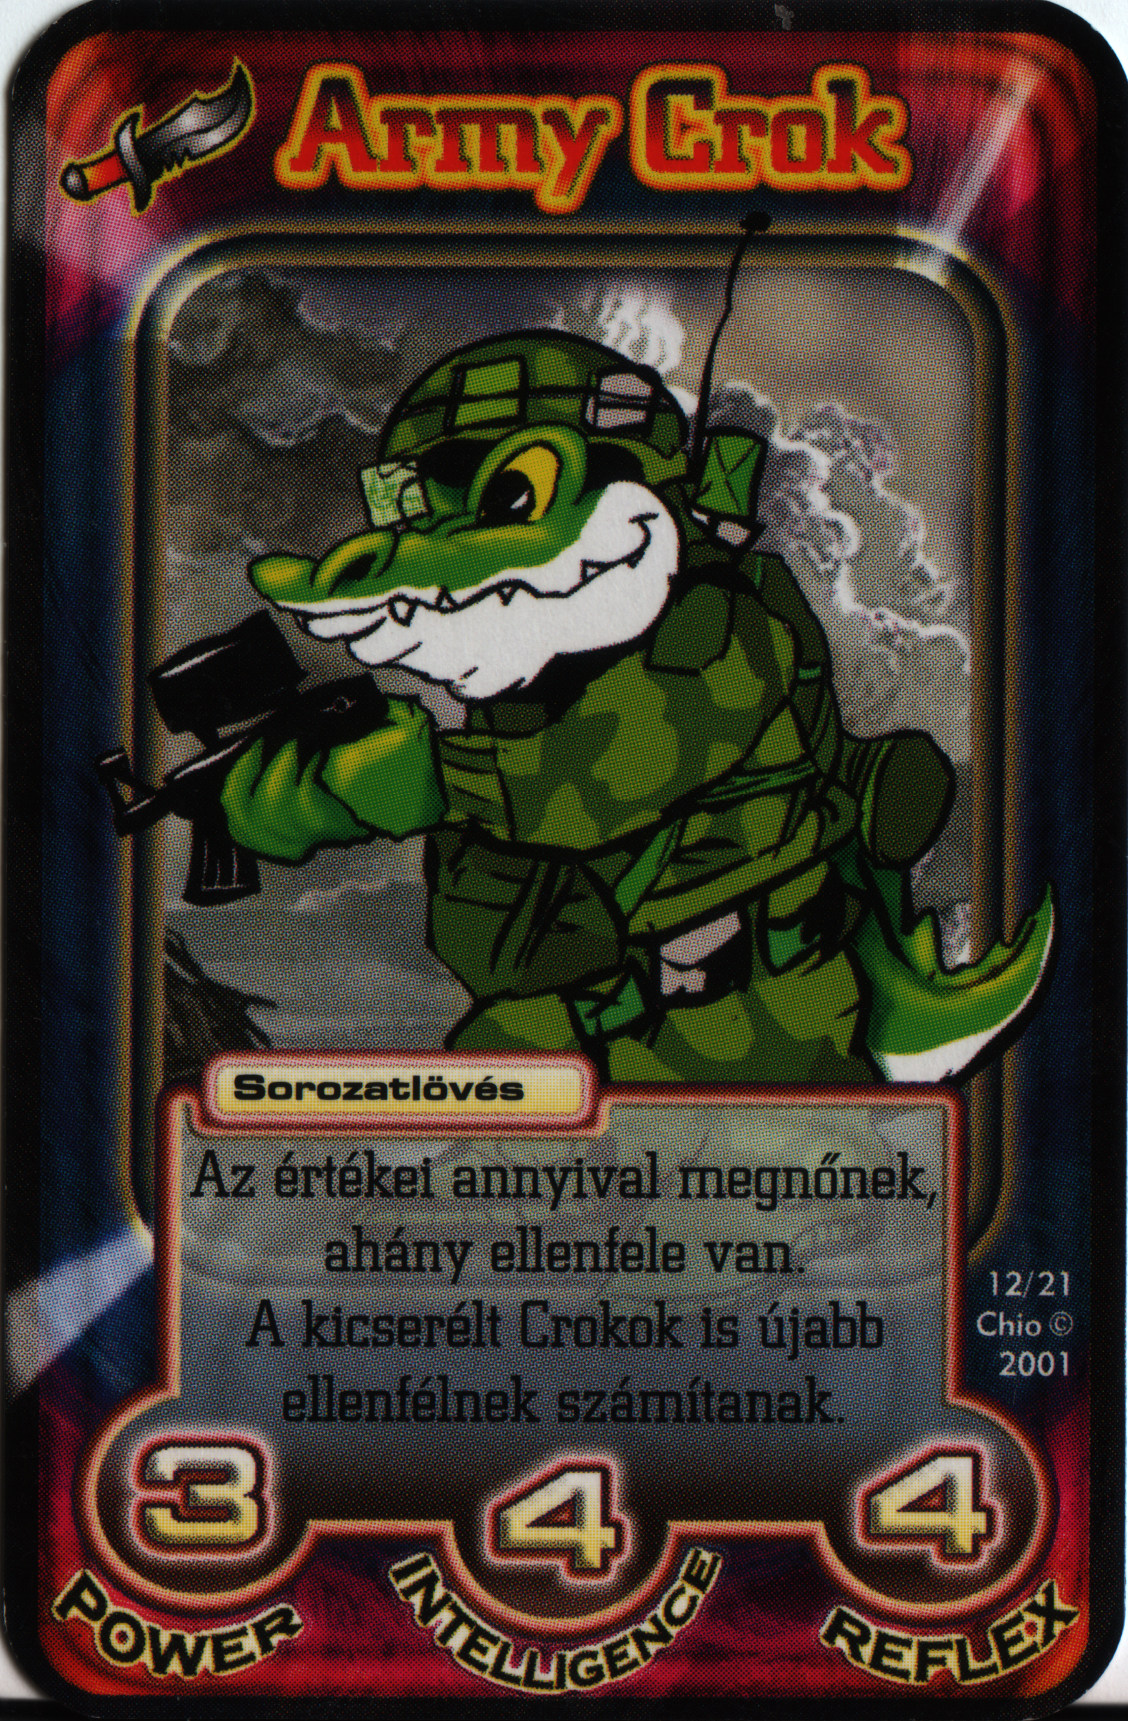 Army Crok
Sorozatlövés
Az értékei annyival megnőnek,
ahány ellenfele van.
A kicserélt Crokok is újabb
ellenfélnek számítanak.
12/21
Chio ©
2001
3
4
4
POWER
INTELLIGENCE
REFLEX